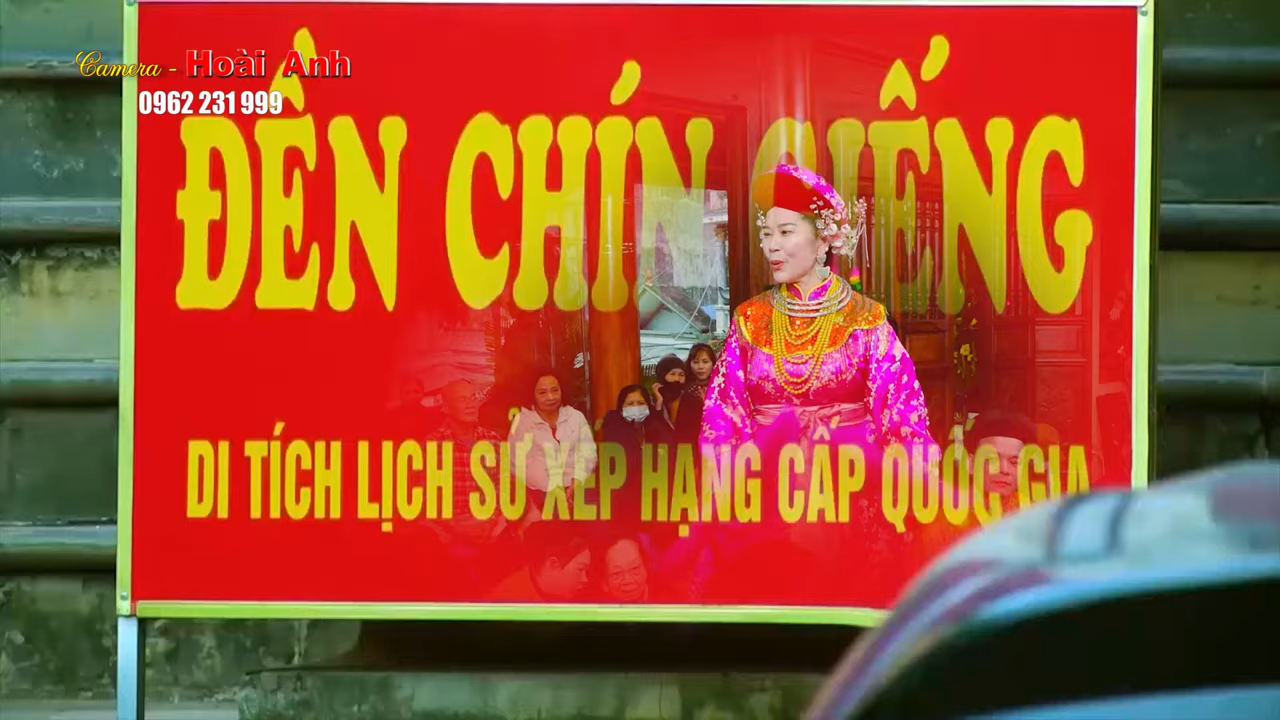 Camera - Hoài Anh
0962 231 999
ĐỀN CHÍN GIẾNG
DI TÍCH LỊCH SỬ XẾP HẠNG CẤP QUỐC GIA